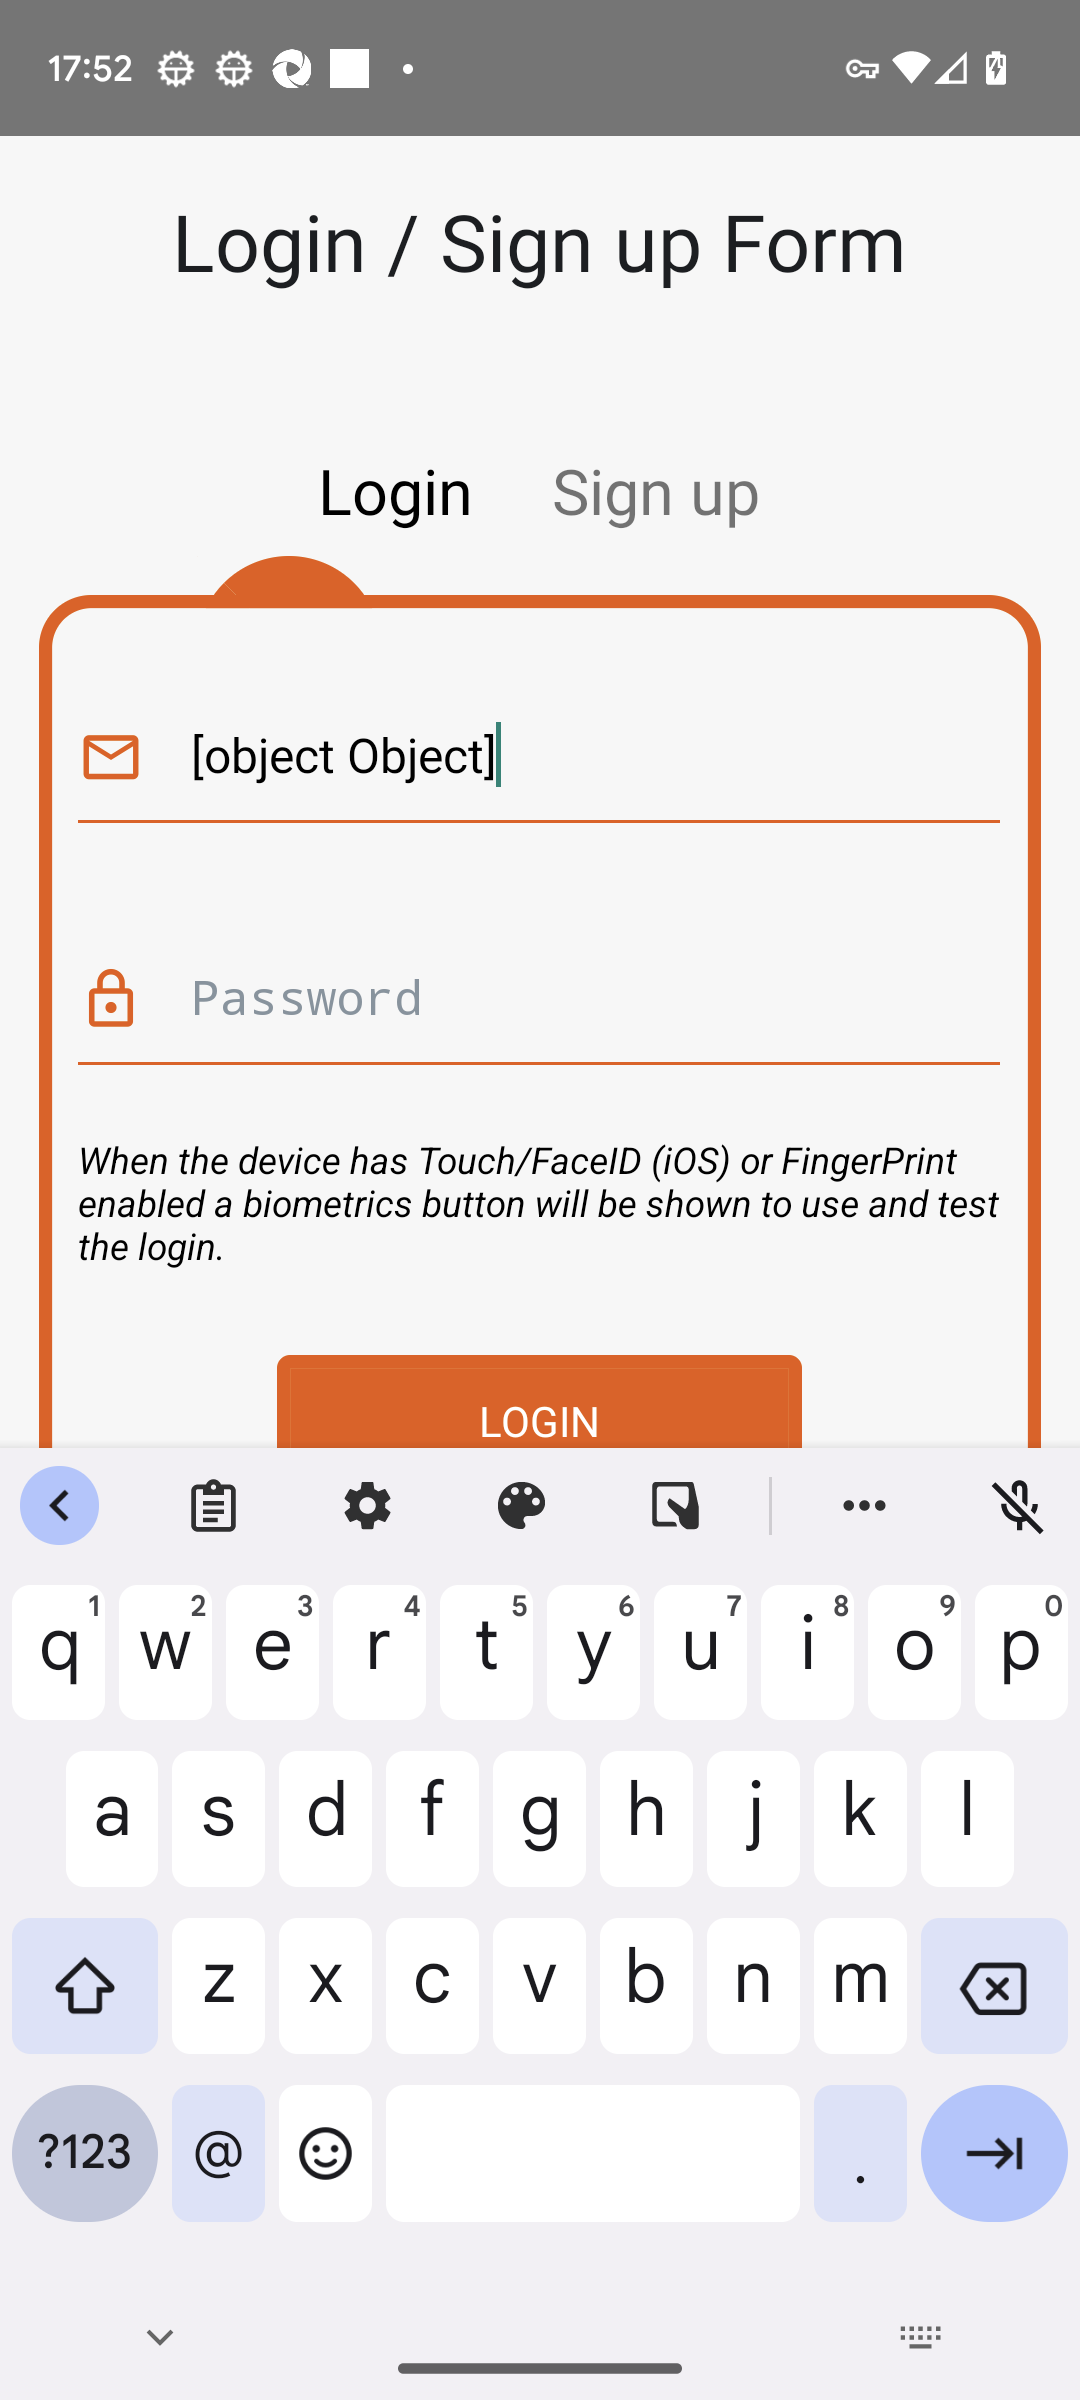 17:52
Login / Sign up Form
Login Sign up
[object Object]
Password
When the device has Touch/FaceID (iOS) or FingerPrint
enabled a biometrics button will be shown to use and test
the login.
LOGIN
1 2 3 4 5 6 7 8 9 0
q w e r t y u i o p
a s d f g h j k l
z x c v b n m
?123 @ .